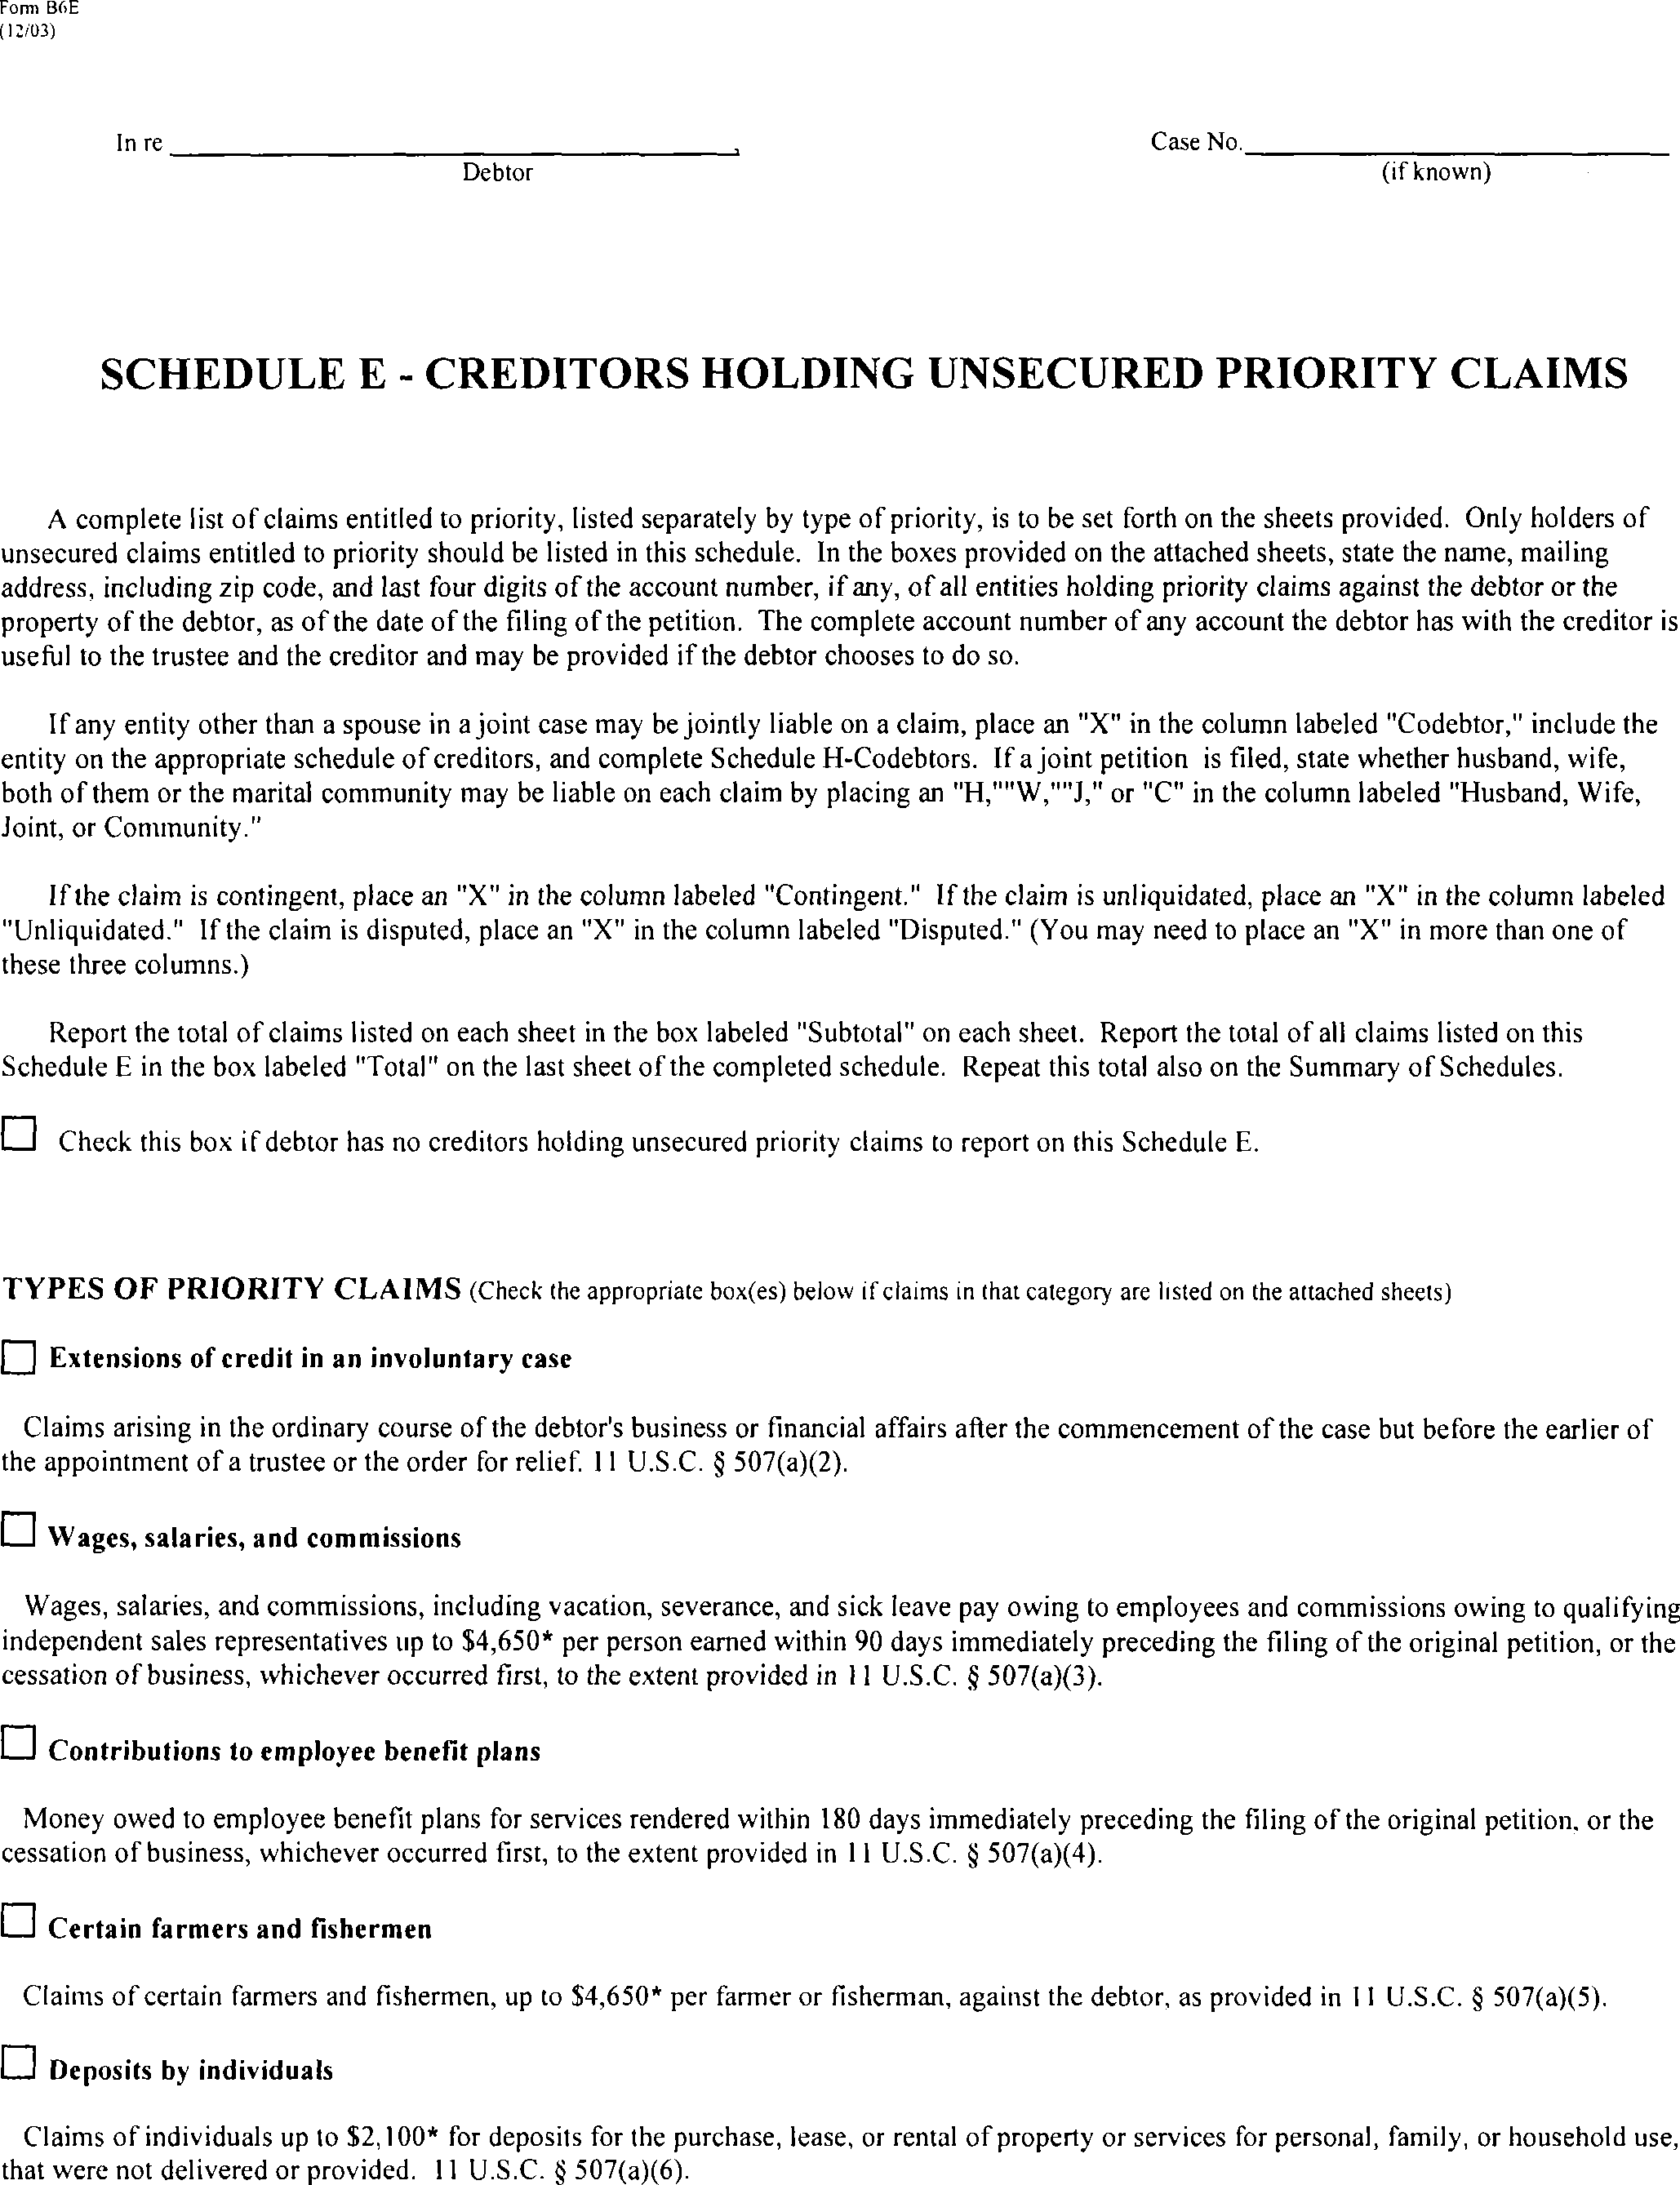 Form B6E
(12/03)
In re , Case No.
Debtor (if known)
SCHEDULE E - CREDITORS HOLDING UNSECURED PRIORITY CLAIMS
A complete list of claims entitled to priority, listed separately by type of priority, is to be set forth on the sheets provided. Only holders of
unsecured claims entitled to priority should be listed in this schedule. In the boxes provided on the attached sheets, state the name, mailing
address, including zip code, and last four digits of the account number, if any, of all entities holding priority claims against the debtor or the
property of the debtor, as of the date of the filing of the petition. The complete account number of any account the debtor has with the creditor is
useful to the trustee and the creditor and may be provided if the debtor chooses to do so.
If any entity other than a spouse in a joint case may be jointly liable on a claim, place an "X" in the column labeled "Codebtor," include the
entity on the appropriate schedule of creditors, and complete Schedule H-Codebtors. If a joint petition is filed, state whether husband, wife,
both of them or the marital community may be liable on each claim by placing an "H,""W,""J," or "C" in the column labeled "Husband, Wife,
Joint, or Community."
If the claim is contingent, place an "X" in the column labeled "Contingent." If the claim is unliquidated, place an "X" in the column labeled
"Unliquidated." If the claim is disputed, place an "X" in the column labeled "Disputed." (You may need to place an "X" in more than one of
these three columns.)
Report the total of claims listed on each sheet in the box labeled "Subtotal" on each sheet. Report the total of all claims listed on this
Schedule E in the box labeled "Total" on the last sheet of the completed schedule. Repeat this total also on the Summary of Schedules.
Check this box if debtor has no creditors holding unsecured priority claims to report on this Schedule E.
TYPES OF PRIORITY CLAIMS (Check the appropriate box(es) below if claims in that category are listed on the attached sheets)
Extensions of credit in an involuntary case
Claims arising in the ordinary course of the debtor's business or financial affairs after the commencement of the case but before the earlier of
the appointment of a trustee or the order for relief. 11 U.S.C. § 507(a)(2).
Wages, salaries, and commissions
Wages, salaries, and commissions, including vacation, severance, and sick leave pay owing to employees and commissions owing to qualifying
independent sales representatives up to $4,650* per person earned within 90 days immediately preceding the filing of the original petition, or the
cessation of business, whichever occurred first, to the extent provided in 11 U.S.C. § 507(a)(3).
Contributions to employee benefit plans
Money owed to employee benefit plans for services rendered within 180 days immediately preceding the filing of the original petition, or the
cessation of business, whichever occurred first, to the extent provided in 11 U.S.C. § 507(a)(4).
Certain farmers and fishermen
Claims of certain farmers and fishermen, up to $4,650* per farmer or fisherman, against the debtor, as provided in 11 U.S.C. § 507(a)(5).
Deposits by individuals
Claims of individuals up to $2,100* for deposits for the purchase, lease, or rental of property or services for personal, family, or household use,
that were not delivered or provided. 11 U.S.C. § 507(a)(6).